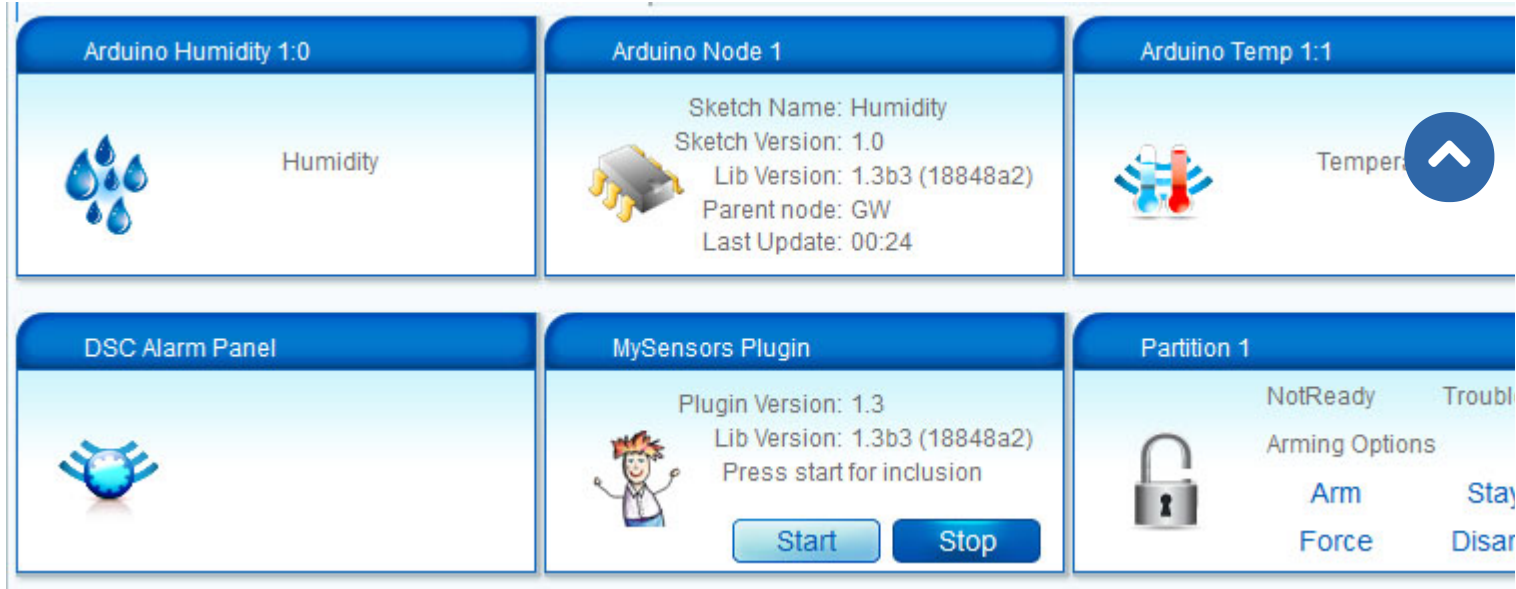 Arduino Humidity 1:0
Humidity
Arduino Node 1
Sketch Name: Humidity
Sketch Version: 1.0
Lib Version: 1.3b3 (18848a2)
Parent node: GW
Last Update: 00:24
Arduino Temp 1:1
DSC Alarm Panel
MySensors Plugin
Plugin Version: 1.3
Lib Version: 1.3b3 (18848a2)
Press start for inclusion
Start Stop
Partition 1
NotReady
Arming Options
Arm
Force